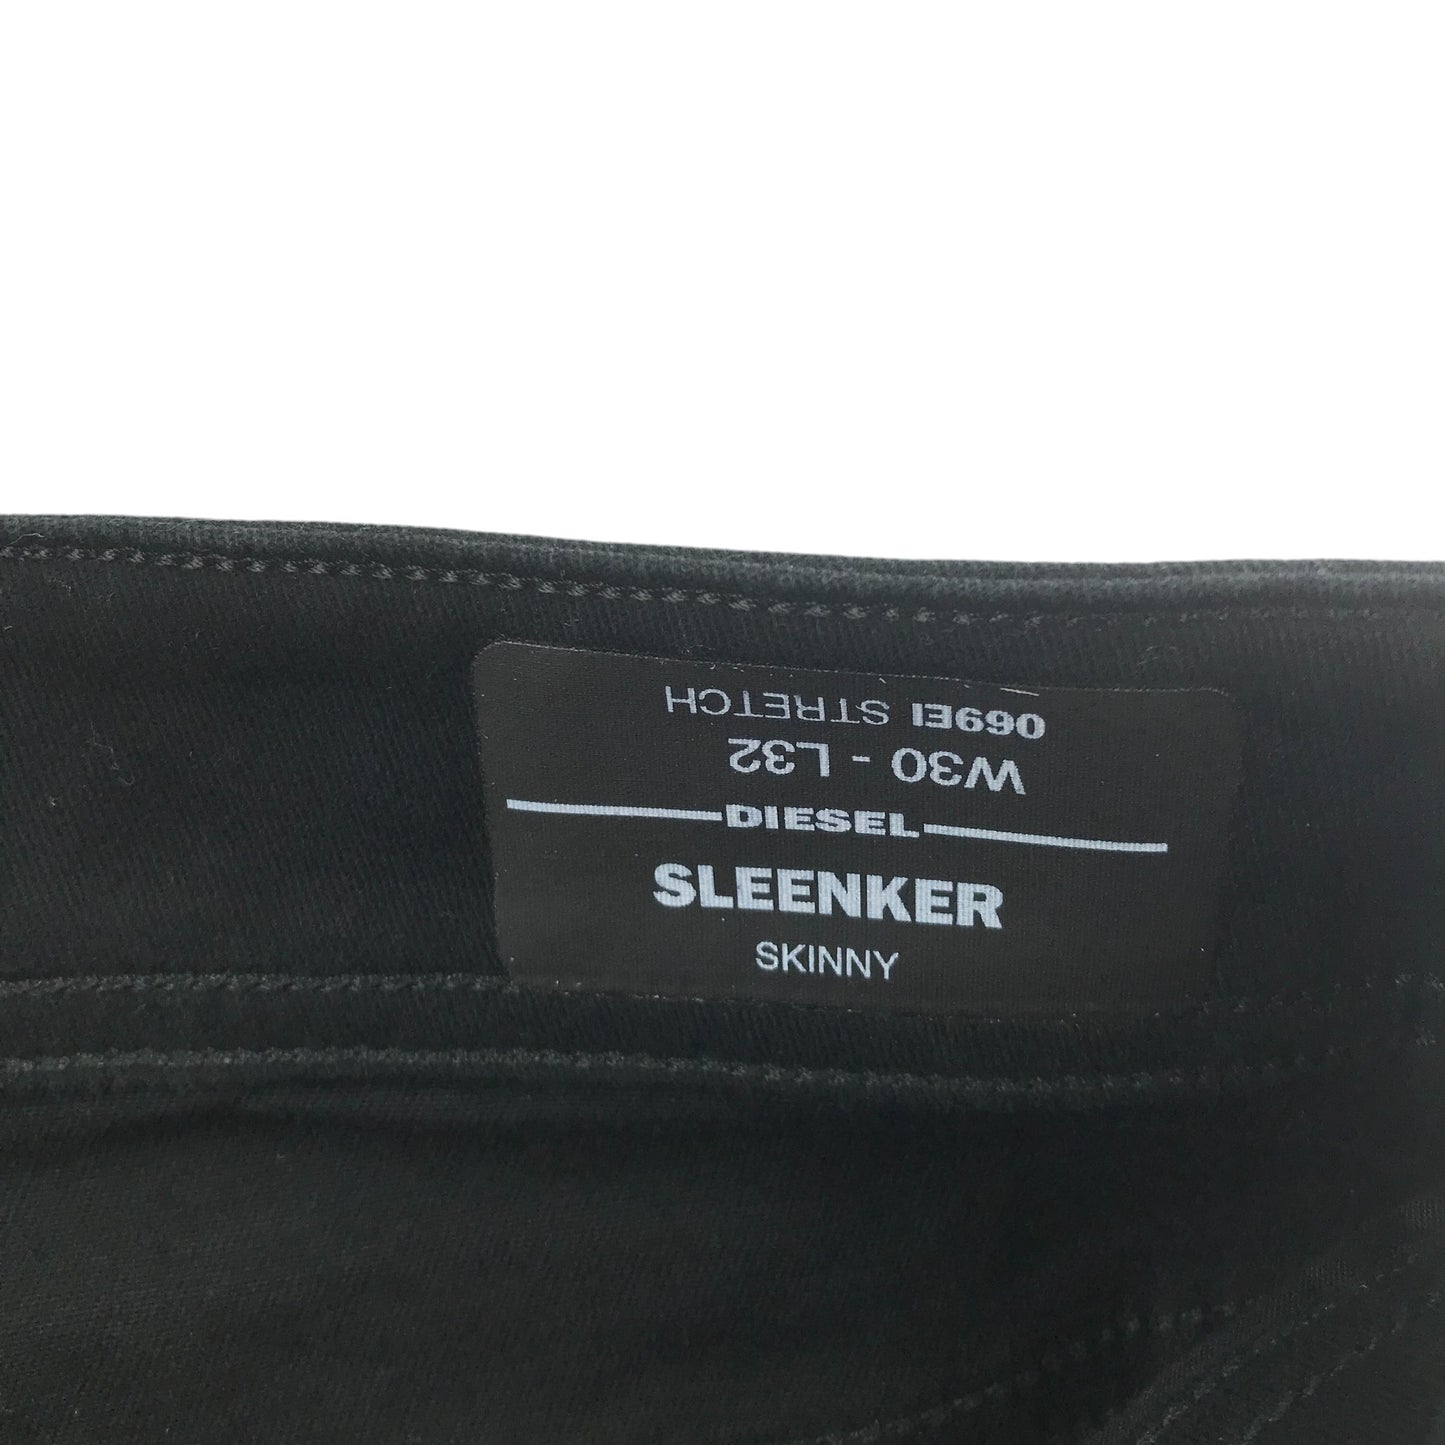 069EI STRETCH
W30 - L32
DIESEL
SLEENKER
SKINNY